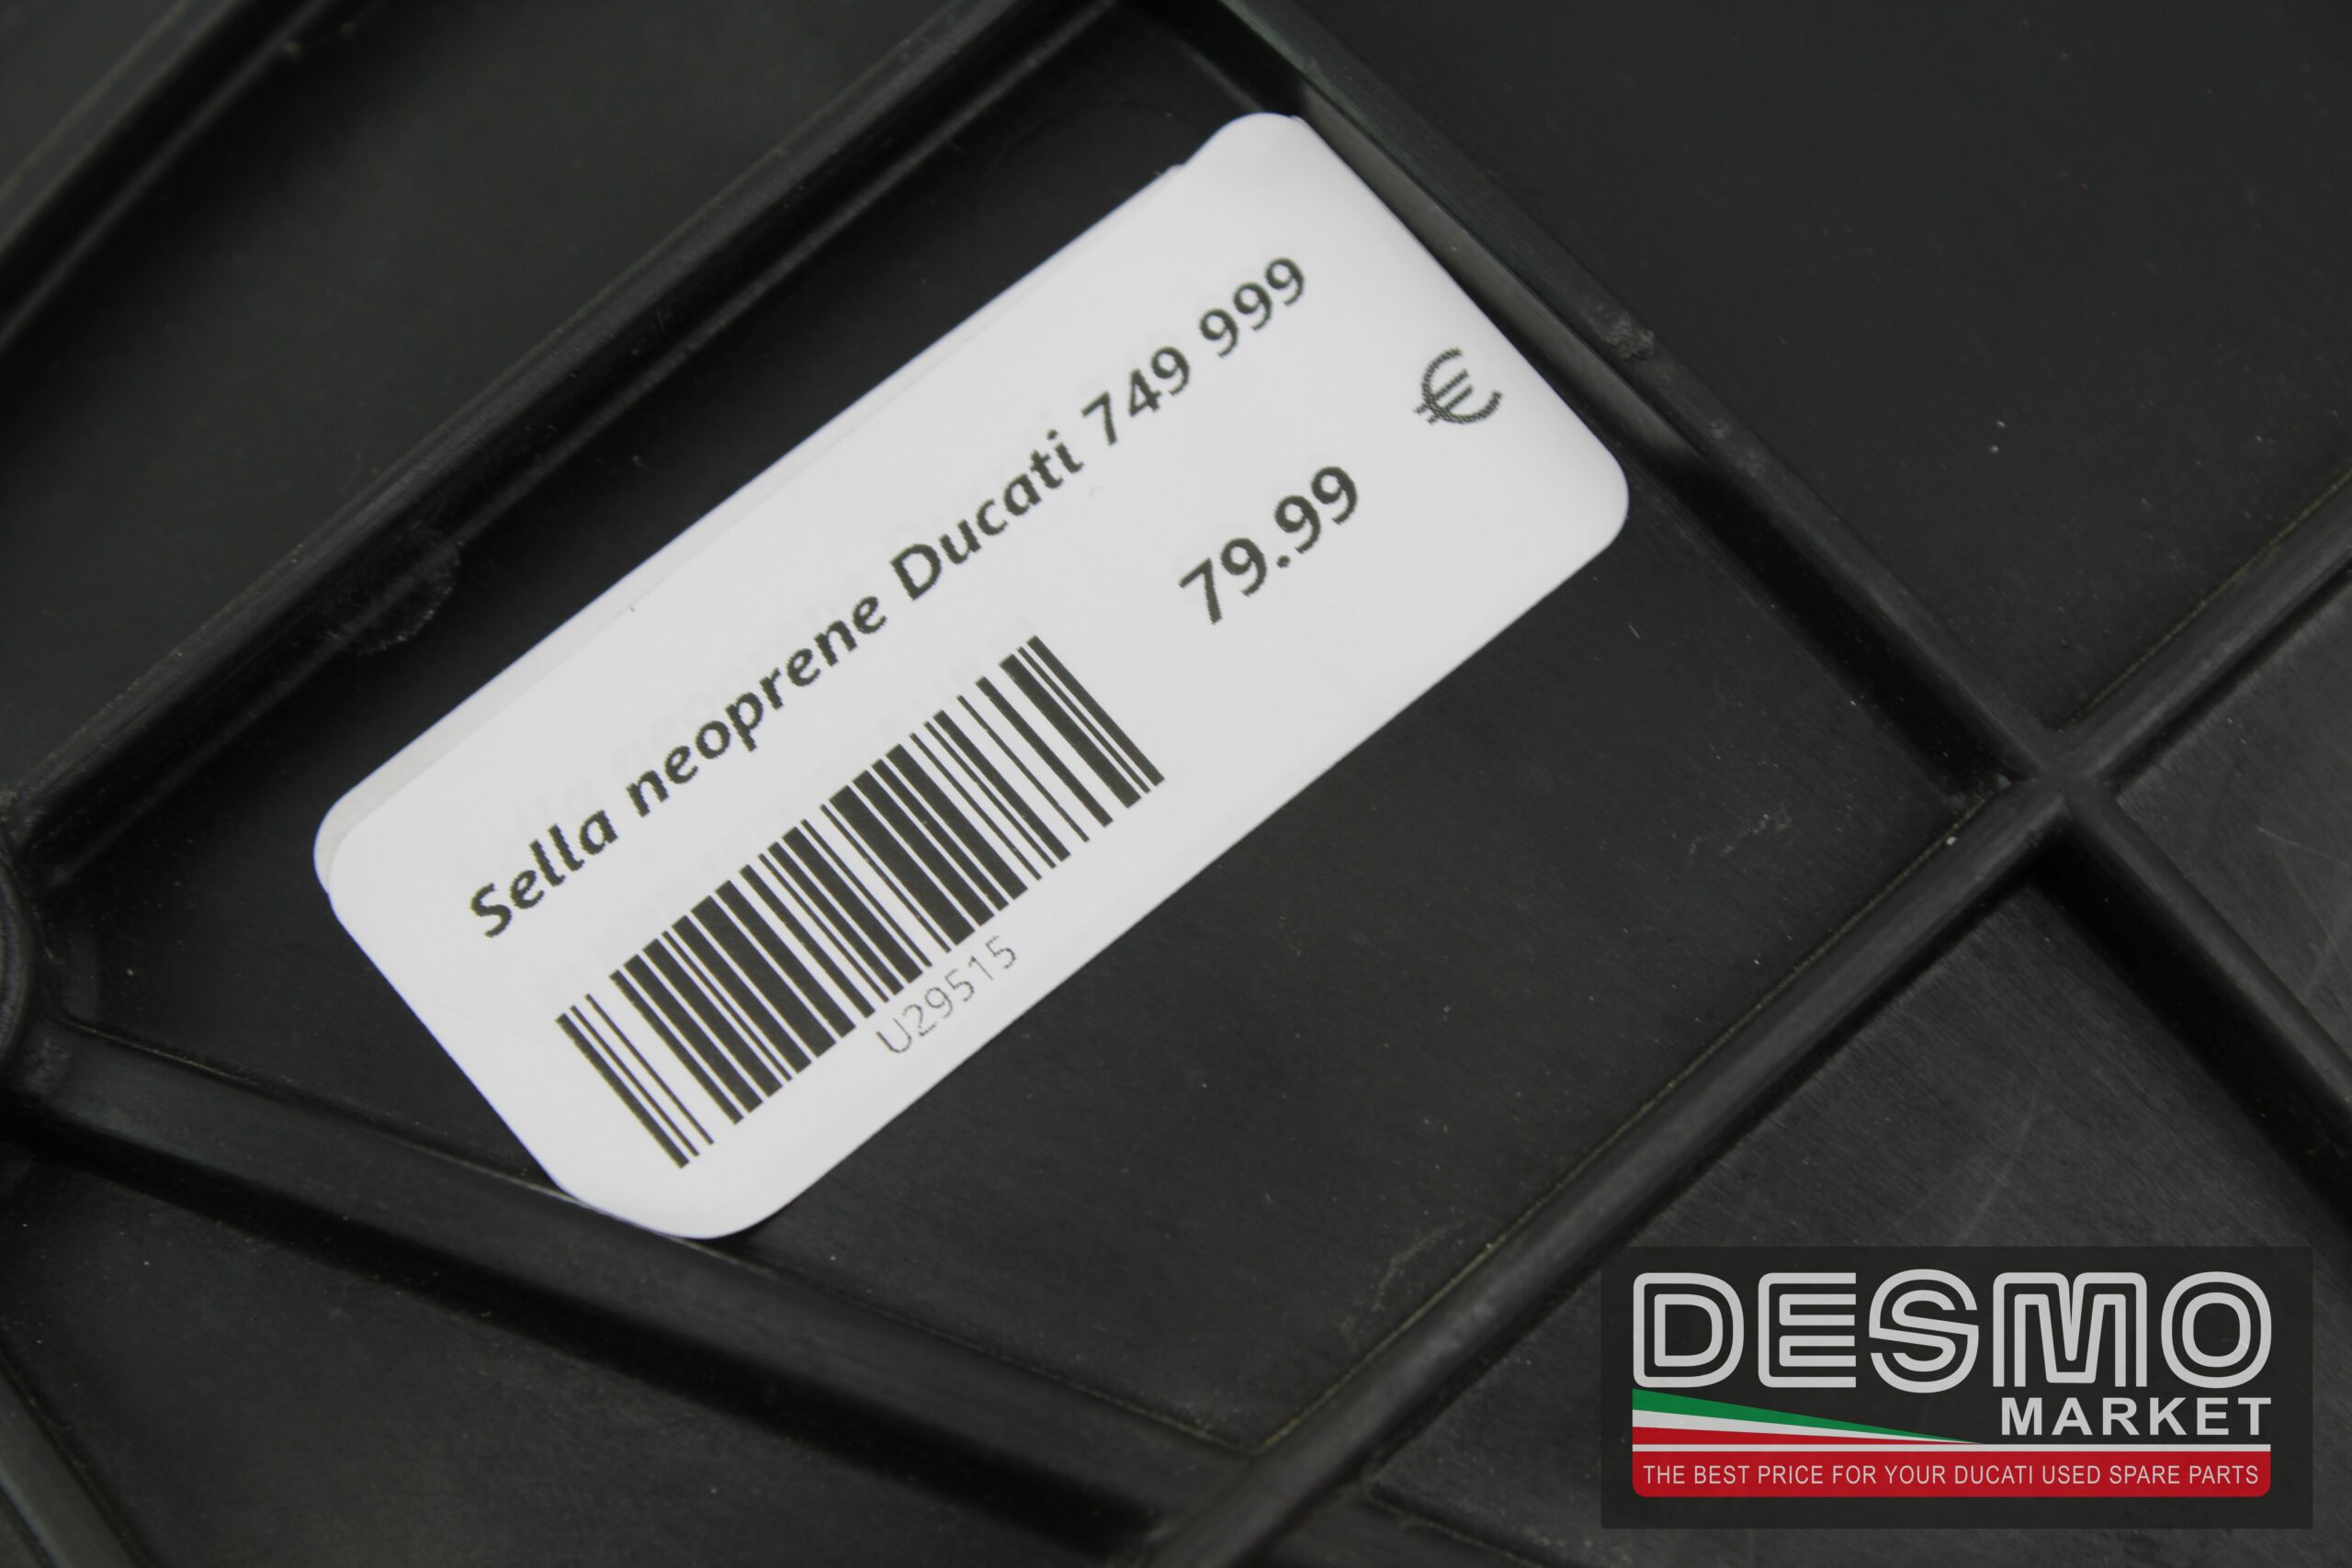 Sella neoprene Ducati 749 999
79.99 €
U29515
DESMO
MARKET
THE BEST PRICE FOR YOUR DUCATI USED SPARE PARTS